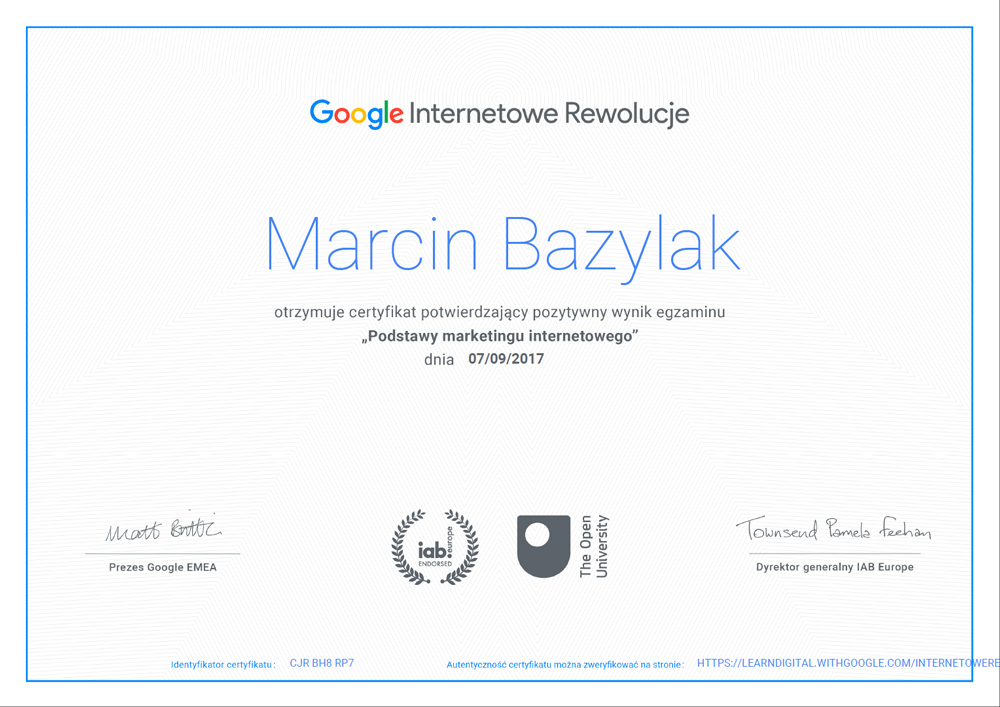 Google Internetowe Rewolucje
Marcin Bazylak
otrzymuje certyfikat potwierdzający pozytywny wynik egzaminu
„Podstawy marketingu internetowego”
dnia 07/09/2017
Matt Brittin
Prezes Google EMEA
iab.europe
ENDORSED
The Open
University
Townsend Pamela Feehan
Dyrektor generalny IAB Europe
Identyfikator certyfikatu: CJR BH8 RP7
Autentyczność certyfikatu można zweryfikować na stronie: HTTPS://LEARNDIGITAL.WITHGOOGLE.COM/INTERNETOWERE